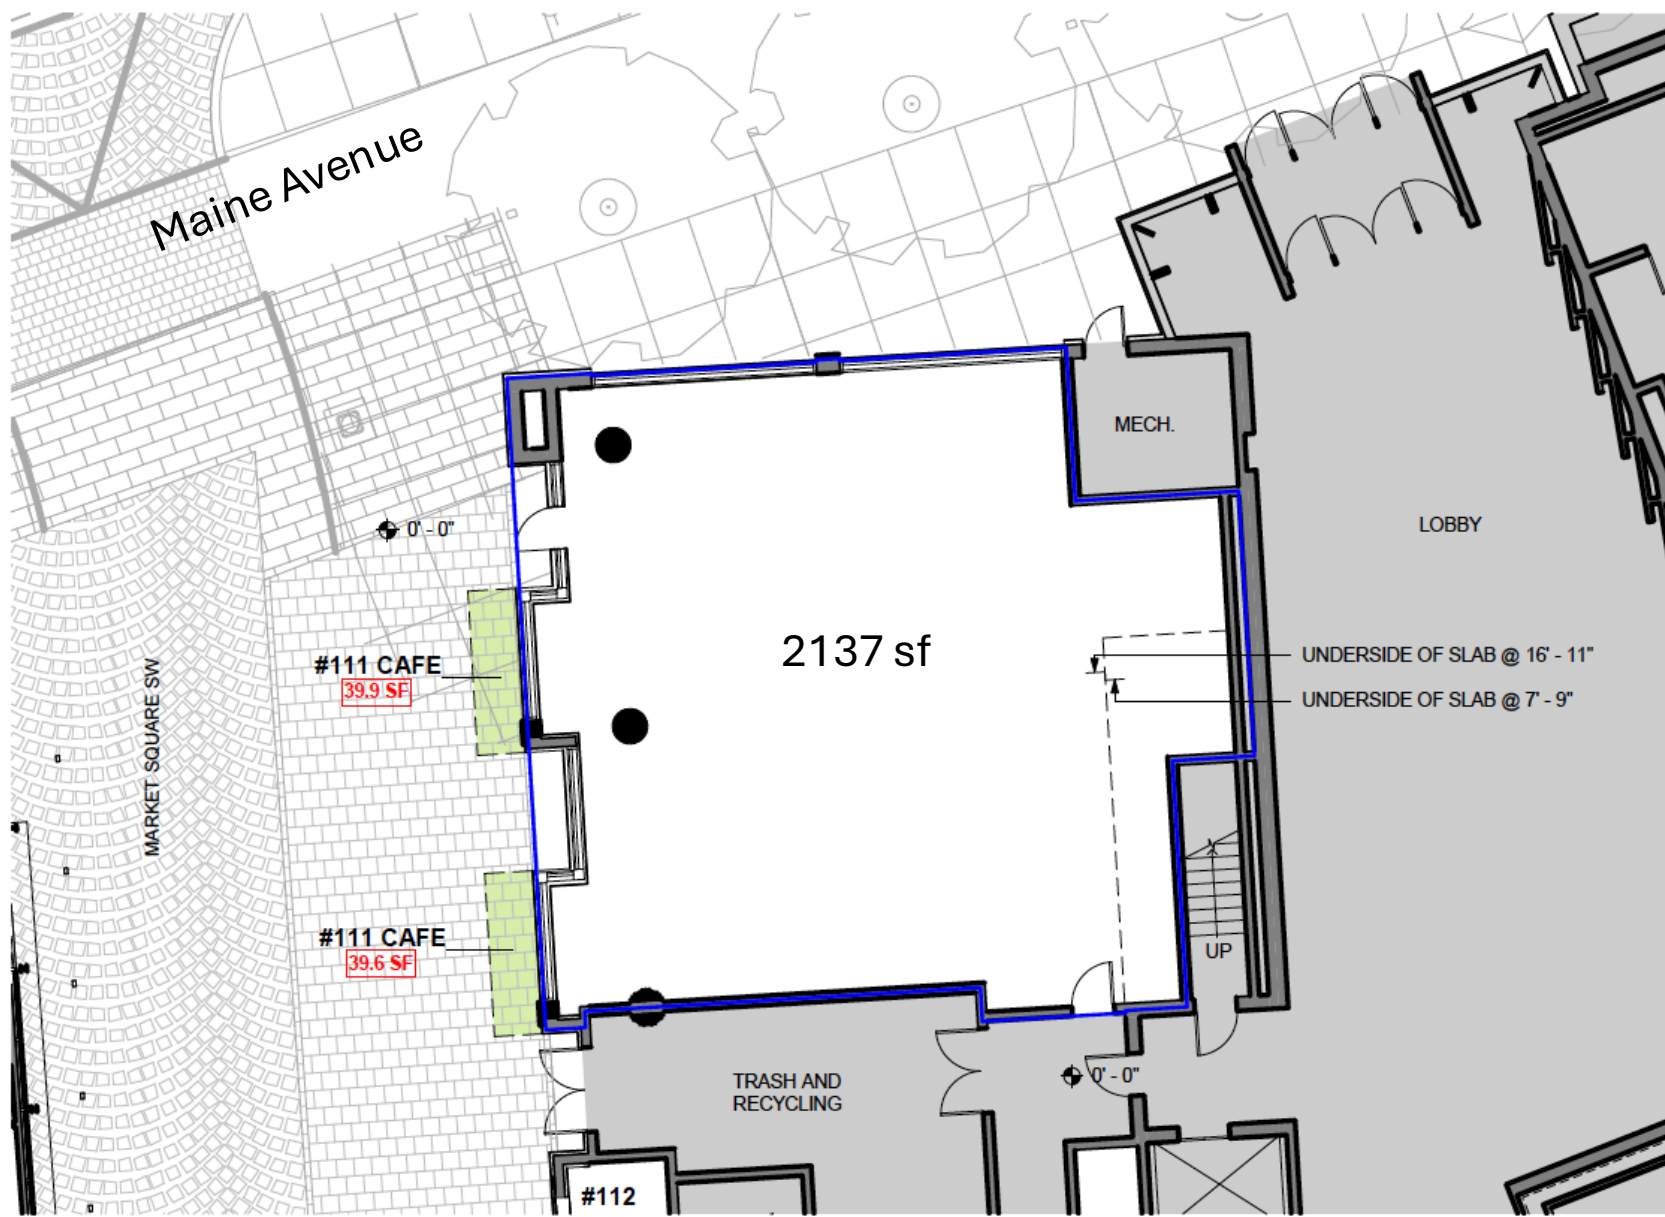 Maine Avenue
MECH.
LOBBY
0' - 0"
2137 sf
#111 CAFE
39.9 SF
UNDERSIDE OF SLAB @ 16' - 11"
UNDERSIDE OF SLAB @ 7' - 9"
MARKET SQUARE SW
#111 CAFE
39.6 SF
UP
TRASH AND
RECYCLING
0' - 0"
#112